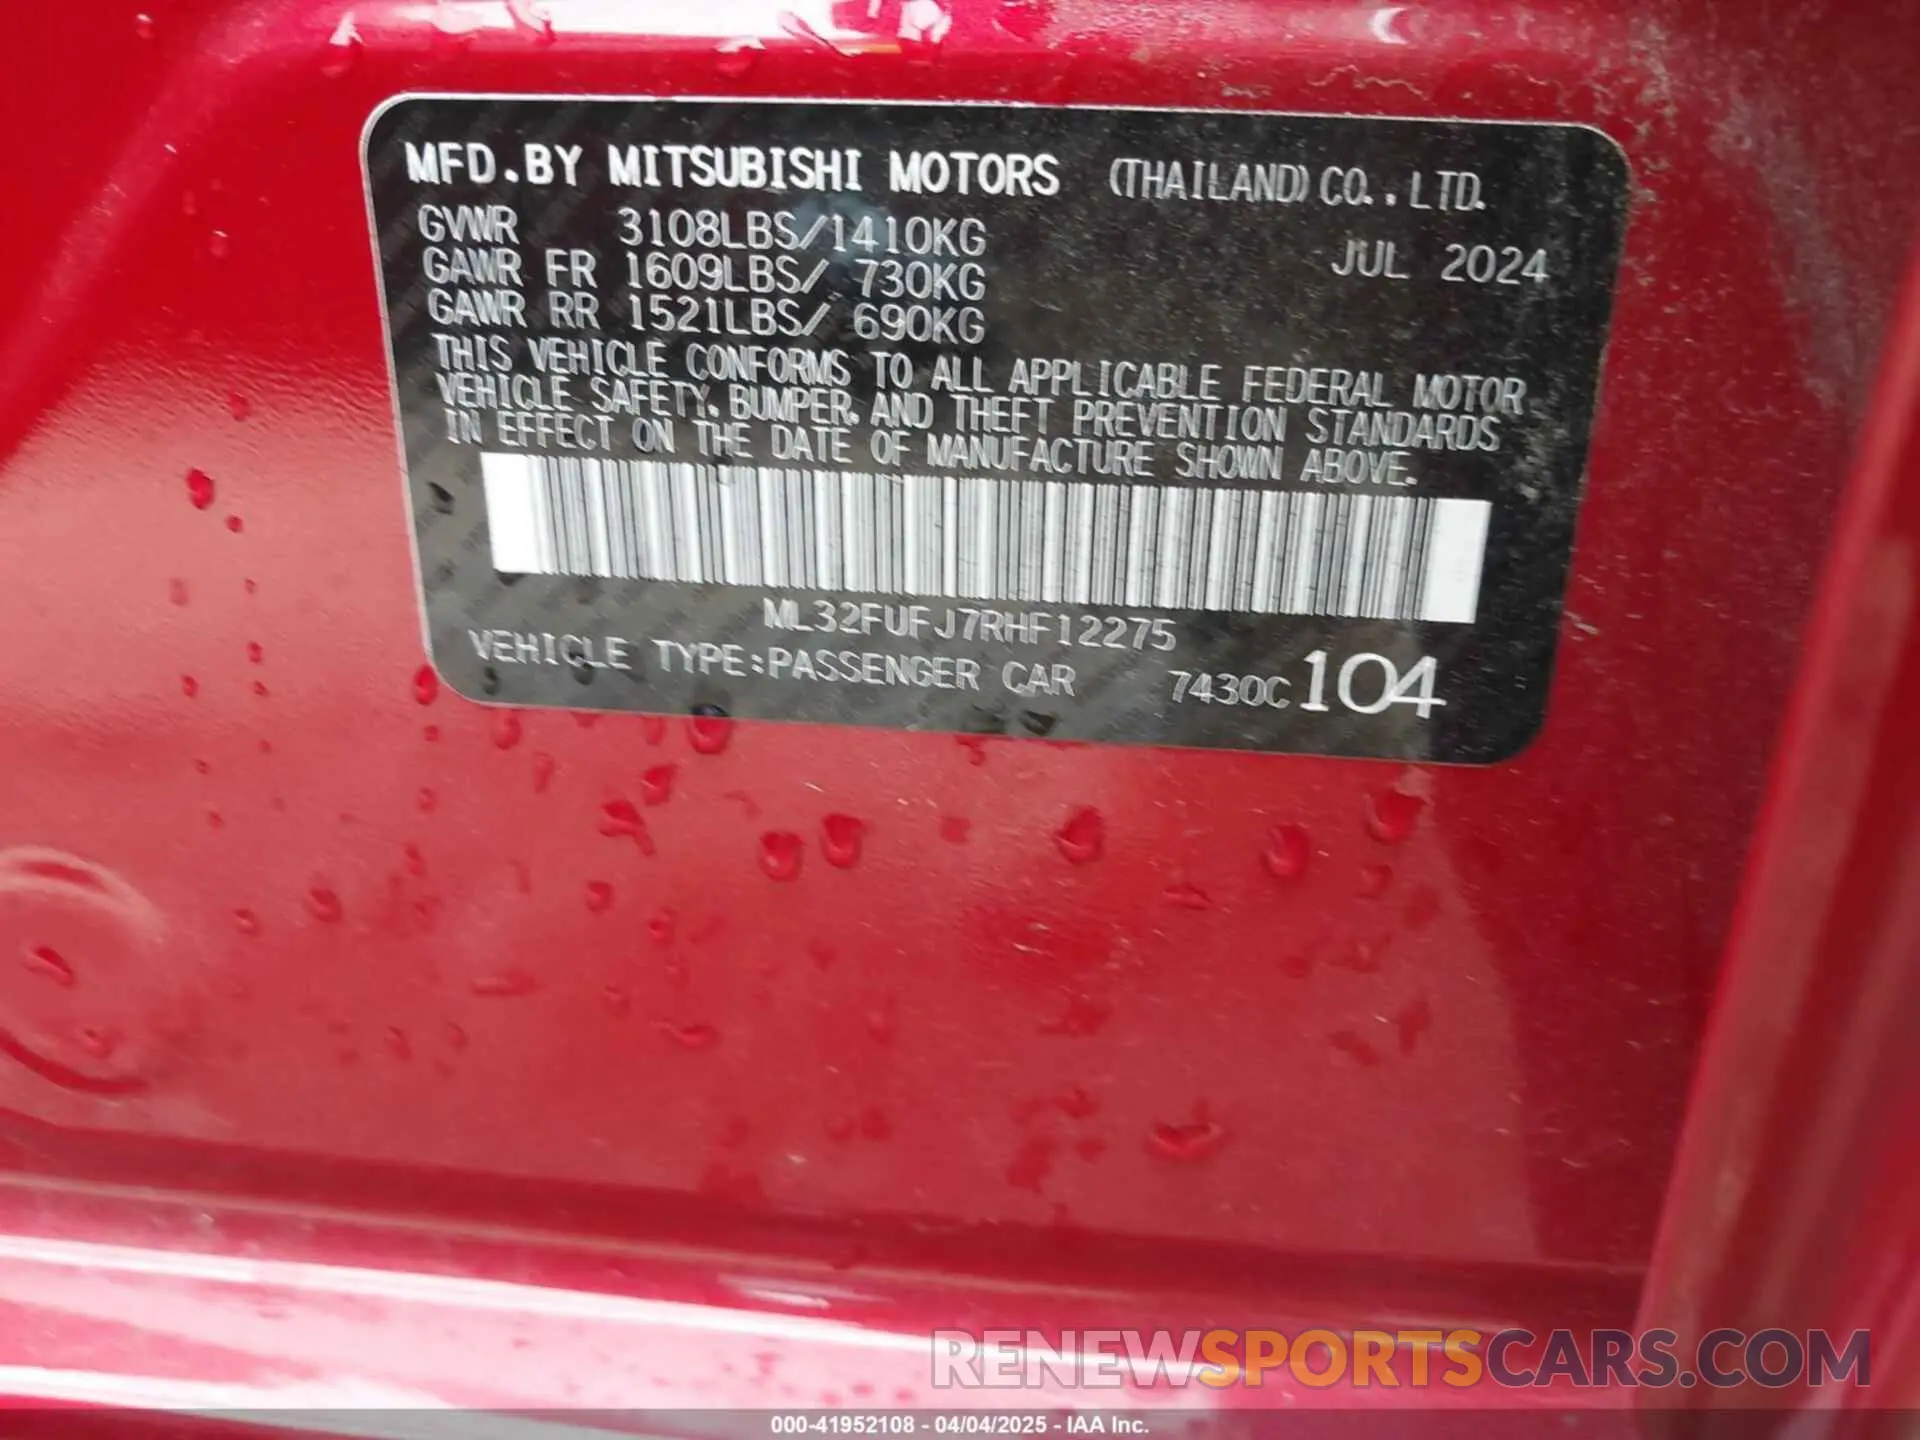 MFD.BY MITSUBISHI MOTORS (THAILAND)CO.,LTD.
GVWR 3108LBS/1410KG JUL 2024
GAWR FR 1609LBS/ 730KG
GAWR RR 1521LBS/ 690KG
THIS VEHICLE CONFORMS TO ALL APPLICABLE FEDERAL MOTOR
VEHICLE SAFETY, BUMPER, AND THEFT PREVENTION STANDARDS
IN EFFECT ON THE DATE OF MANUFACTURE SHOWN ABOVE.
ML32FUFJ7RHF12275
VEHICLE TYPE:PASSENGER CAR 7430C104
RENEWSPORTSCARS.COM
000-41952108 - 04/04/2025 - IAA Inc.